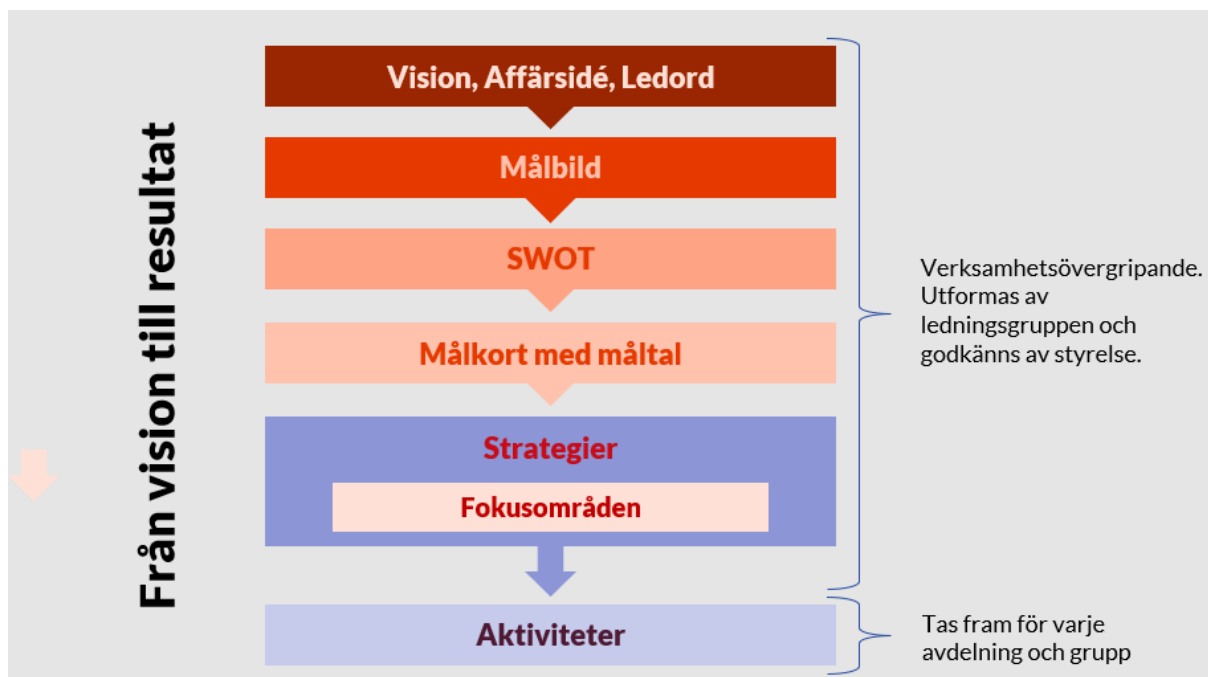 Från vision till resultat
Vision, Affärsidé, Ledord
Målbild
SWOT
Målkort med måltal
Strategier
Fokusområden
Aktiviteter
Verksamhetsövergripande.
Utformas av
ledningsgruppen och
godkänns av styrelse.
Tas fram för varje
avdelning och grupp